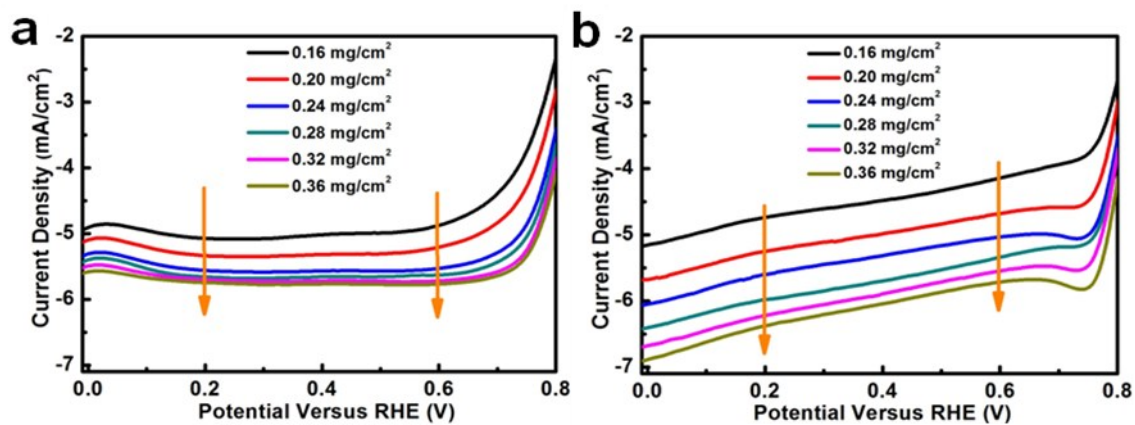 a
-2
-3
-4
-5
-6
-7
Current Density (mA/cm²)
0.16 mg/cm²
0.20 mg/cm²
0.24 mg/cm²
0.28 mg/cm²
0.32 mg/cm²
0.36 mg/cm²
0.0 0.2 0.4 0.6 0.8
Potential Versus RHE (V)
b
-2
-3
-4
-5
-6
-7
Current Density (mA/cm²)
0.16 mg/cm²
0.20 mg/cm²
0.24 mg/cm²
0.28 mg/cm²
0.32 mg/cm²
0.36 mg/cm²
0.0 0.2 0.4 0.6 0.8
Potential Versus RHE (V)